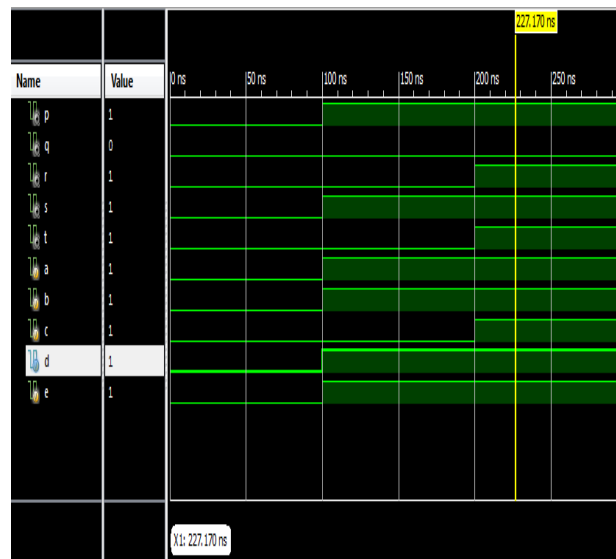 227.170 ns
Name Value 0 ns 50 ns 100 ns 150 ns 200 ns 250 ns
p 1
q 0
r 1
s 1
t 1
a 1
b 1
c 1
d 1
e 1
X1: 227.170 ns